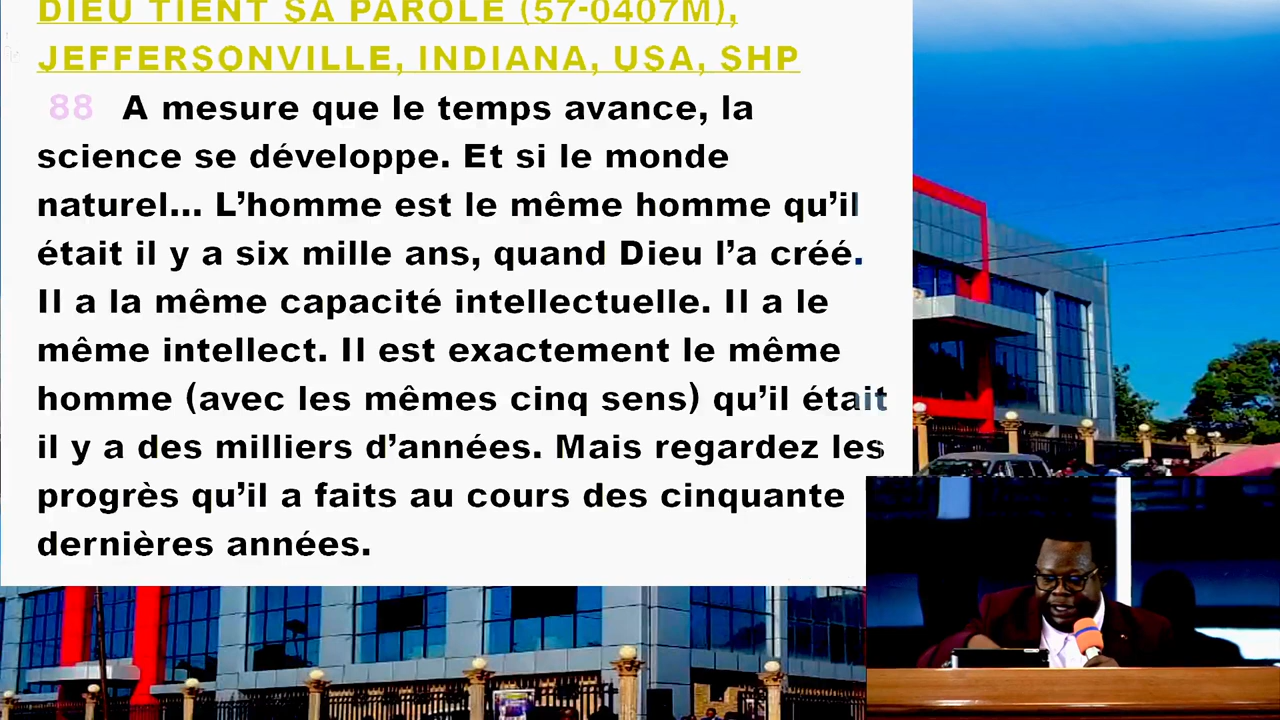 DIEU TIENT SA PAROLE (57-0407M),
JEFFERSONVILLE, INDIANA, USA, SHP
88 A mesure que le temps avance, la
science se développe. Et si le monde
naturel... L’homme est le même homme qu’il
était il y a six mille ans, quand Dieu l’a créé.
Il a la même capacité intellectuelle. Il a le
même intellect. Il est exactement le même
homme (avec les mêmes cinq sens) qu’il était
il y a des milliers d’années. Mais regardez les
progrès qu’il a faits au cours des cinquante
dernières années.